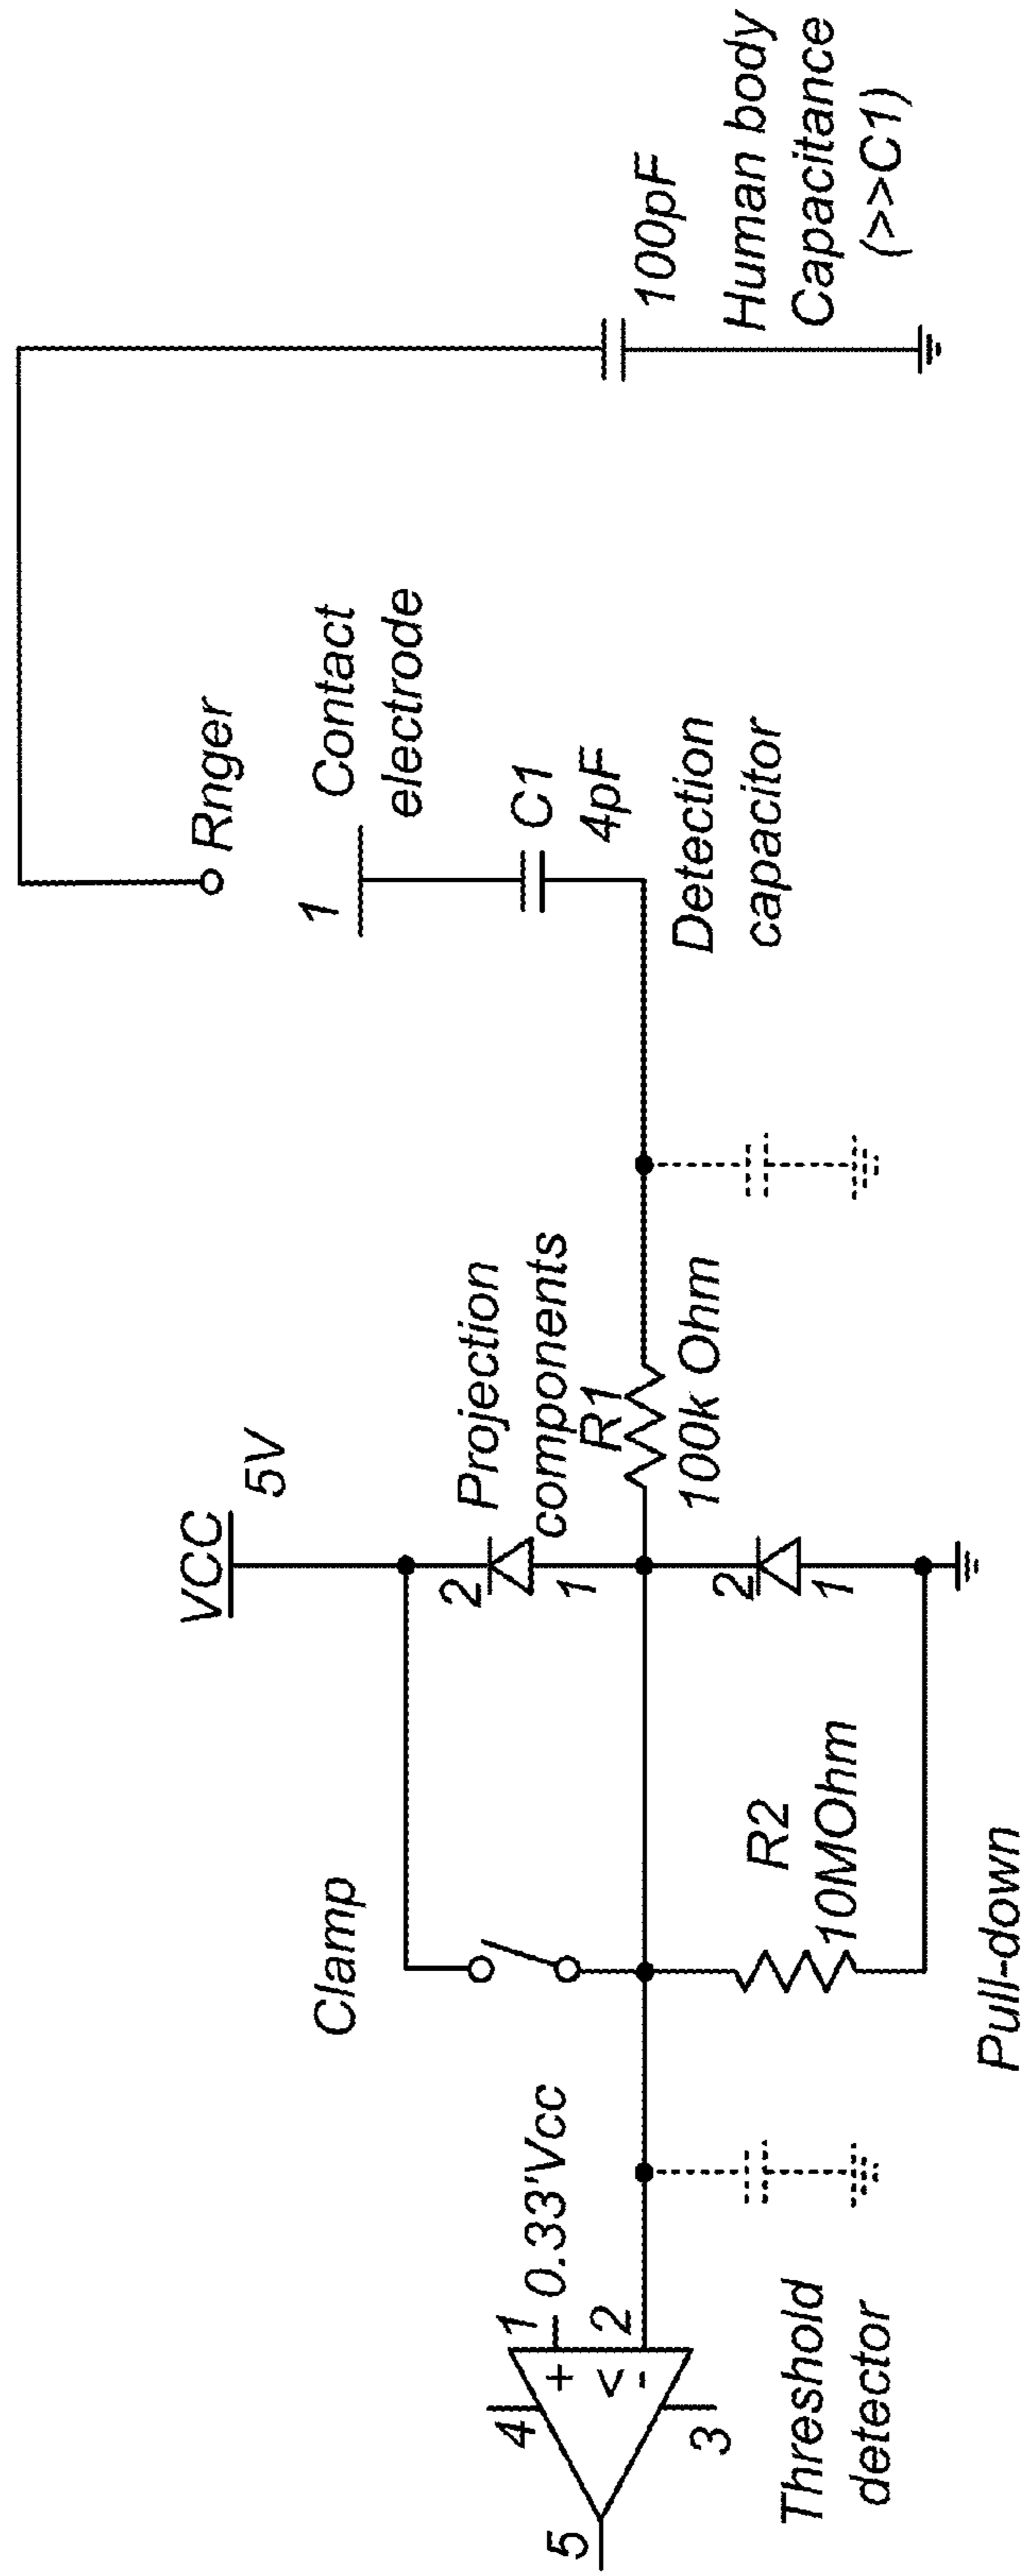 Rnger
1
Contact
electrode
C1
4pF
Detection
capacitor
100pF
Human body
Capacitance
(>>C1)
VCC
5V
Projection
components
2
1
R1
100k Ohm
2
1
Clamp
R2
10MOhm
Pull-down
0.33'Vcc
1
2
4
3
5
+
<
-
Threshold
detector